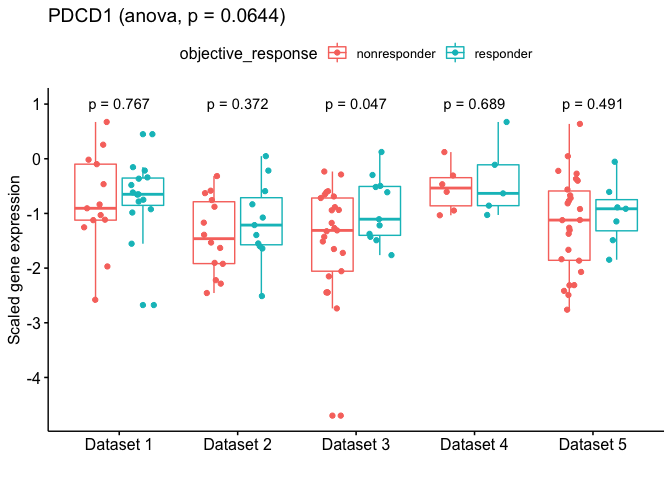 PDCD1 (anova, p = 0.0644)
objective_response nonresponder responder
p = 0.767 p = 0.372 p = 0.047 p = 0.689 p = 0.491
Scaled gene expression
1
0
-1
-2
-3
-4
Dataset 1 Dataset 2 Dataset 3 Dataset 4 Dataset 5